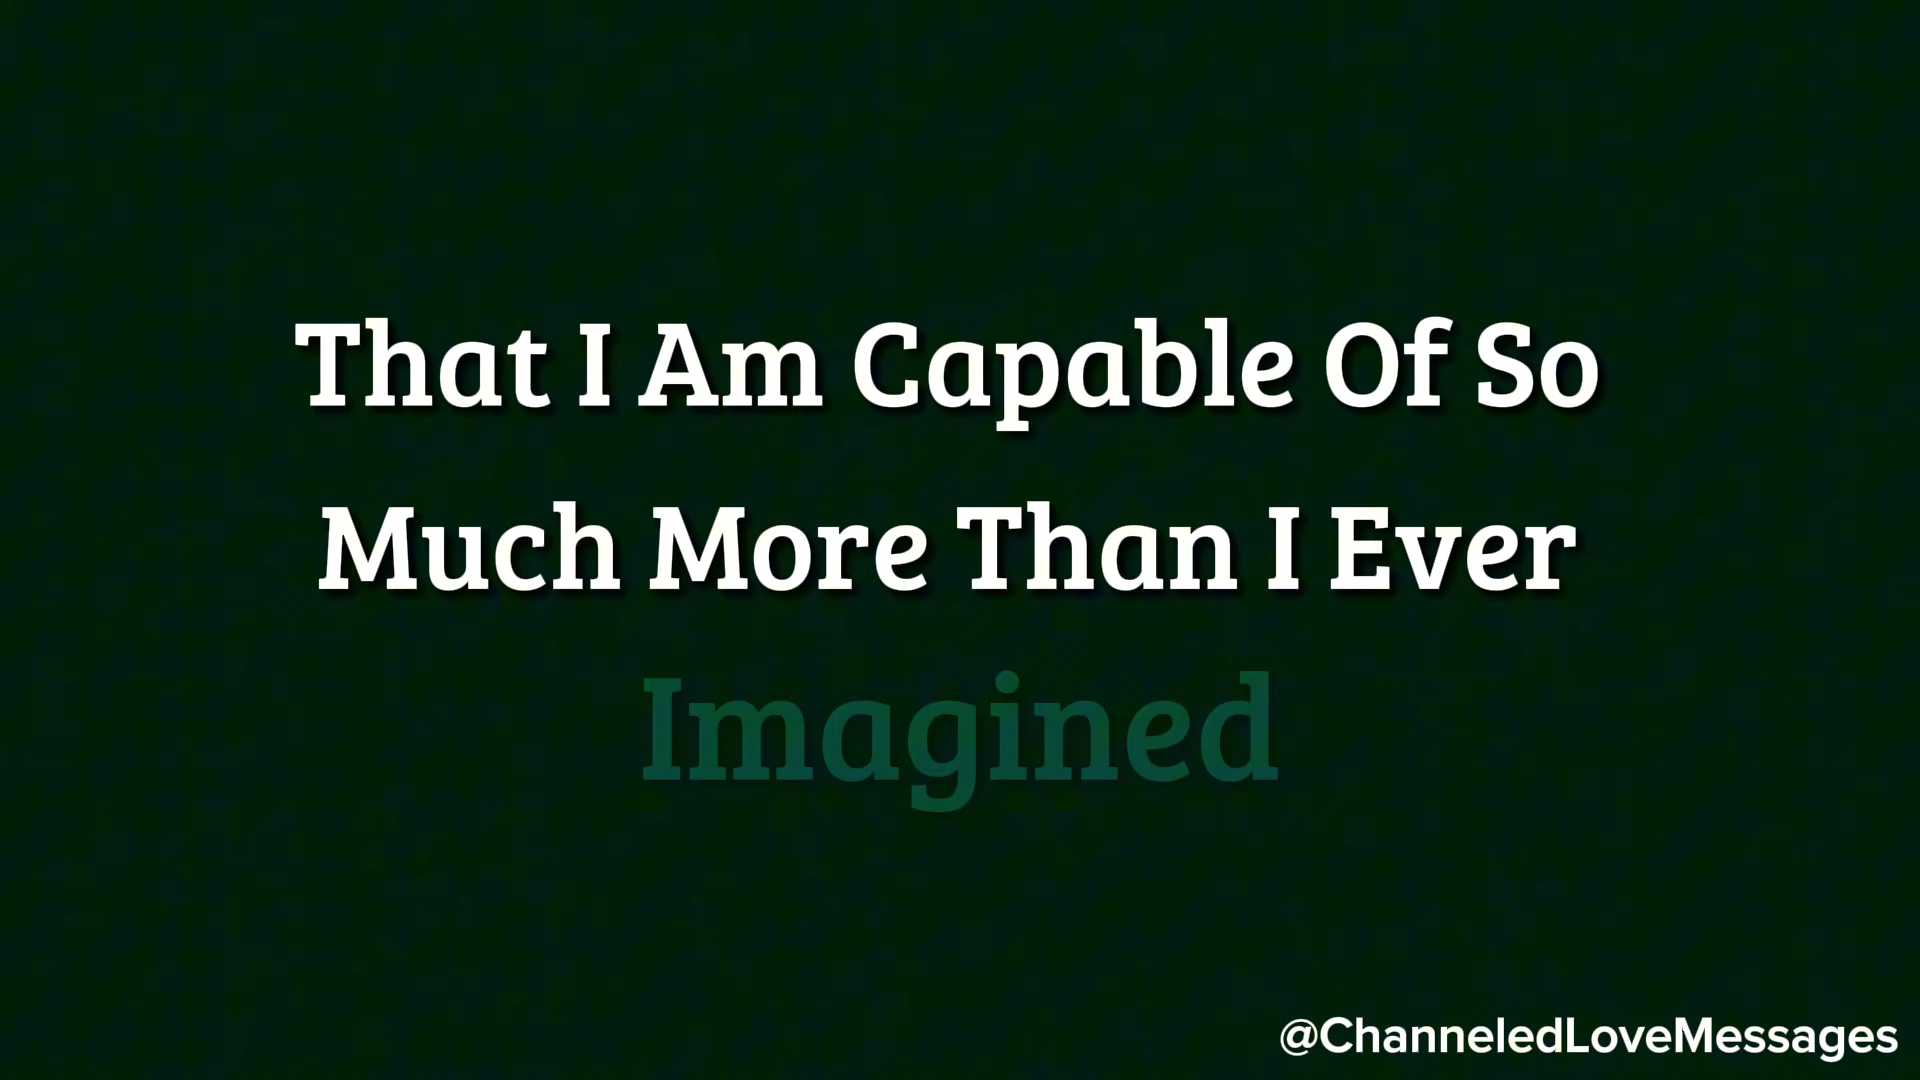 That I Am Capable Of So
Much More Than I Ever
Imagined
@ChanneledLoveMessages